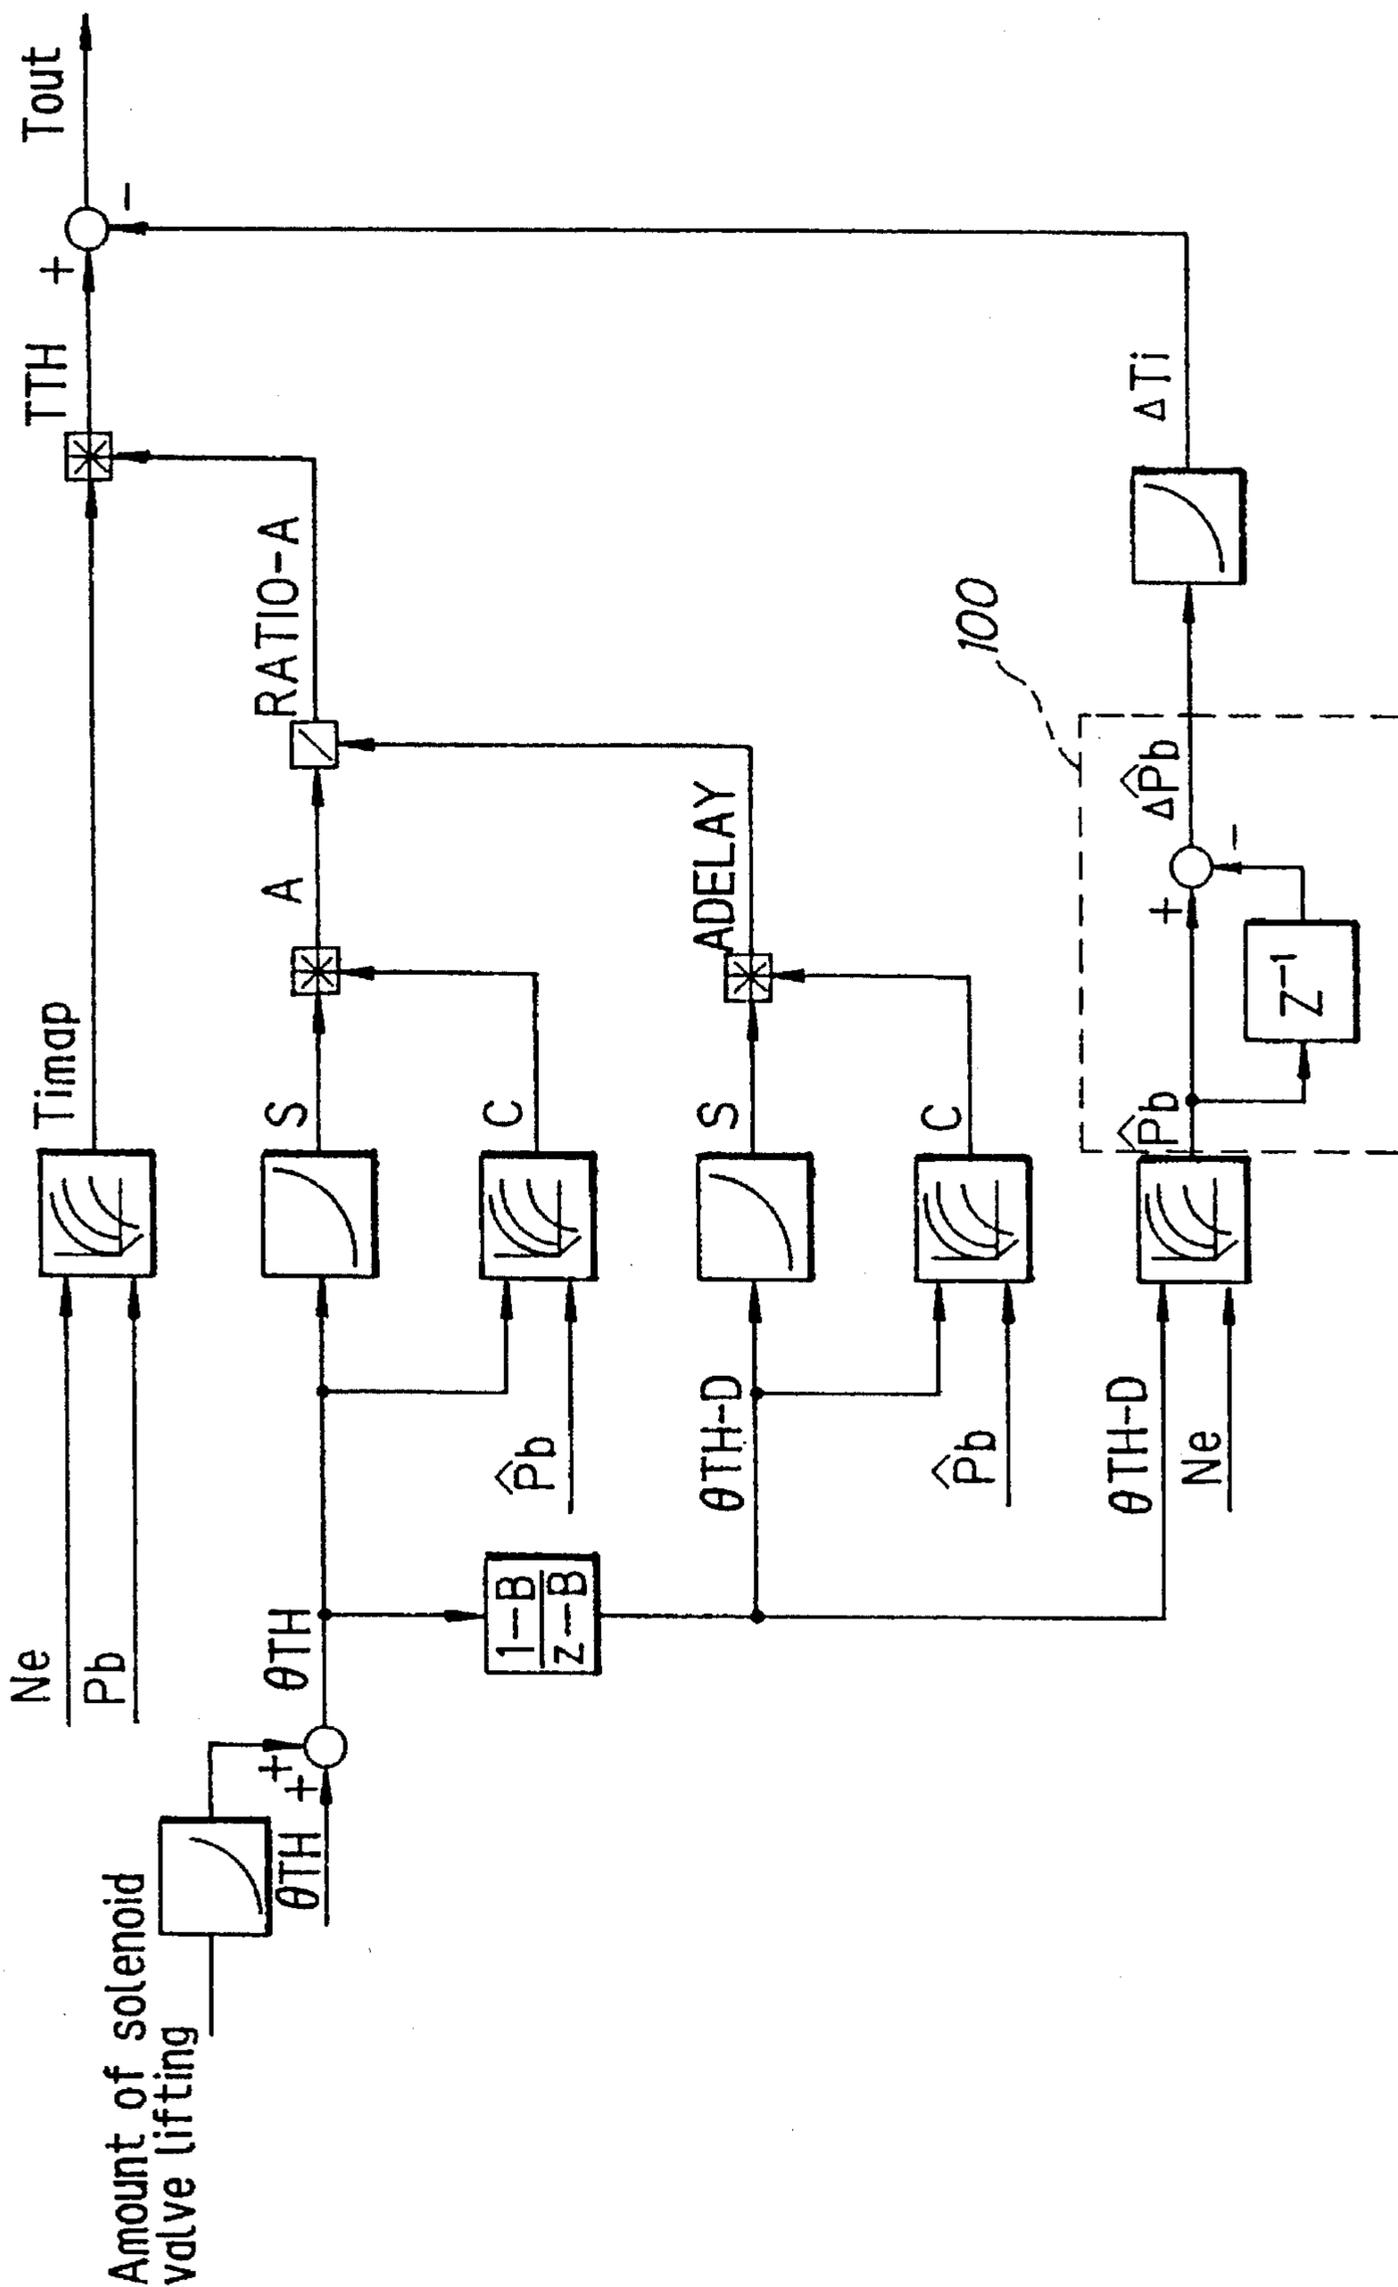 Ne
Pb
Timap
TTH
+
Tout
-
Amount of solenoid
valve lifting
θTH
+
+
θTH
S
A
RATIO-A
P̂b
C
1-B
z-B
θTH-D
S
ADELAY
P̂b
C
θTH-D
Ne
P̂b
+
-
ΔP̂b
Z⁻¹
100
ΔTi